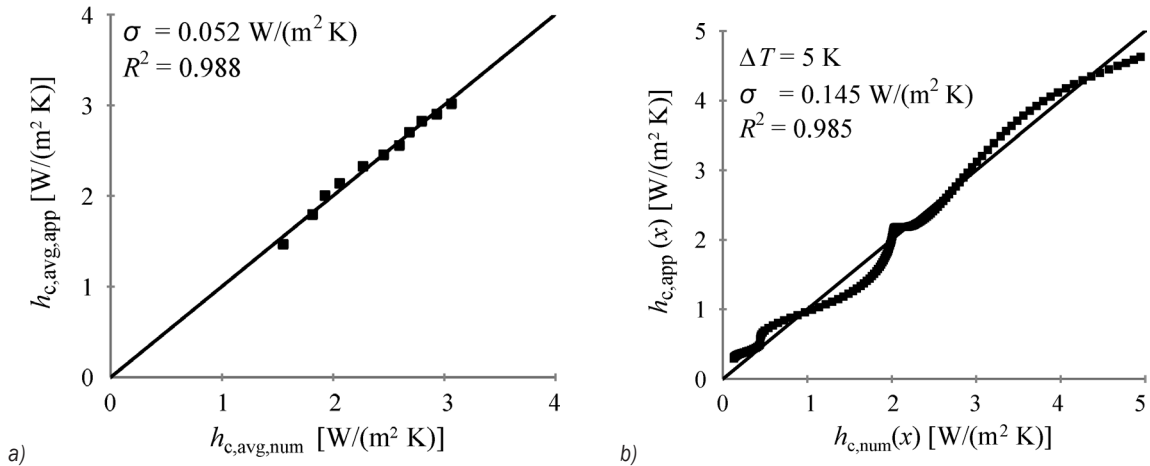 4
σ = 0.052 W/(m² K)
R² = 0.988
3
2
1
0
h_c,avg,app [W/(m² K)]
0 1 2 3 4
h_c,avg,num [W/(m² K)]
a)
5
ΔT = 5 K
σ = 0.145 W/(m² K)
R² = 0.985
4
3
2
1
0
h_c,app (x) [W/(m² K)]
0 1 2 3 4 5
h_c,num(x) [W/(m² K)]
b)